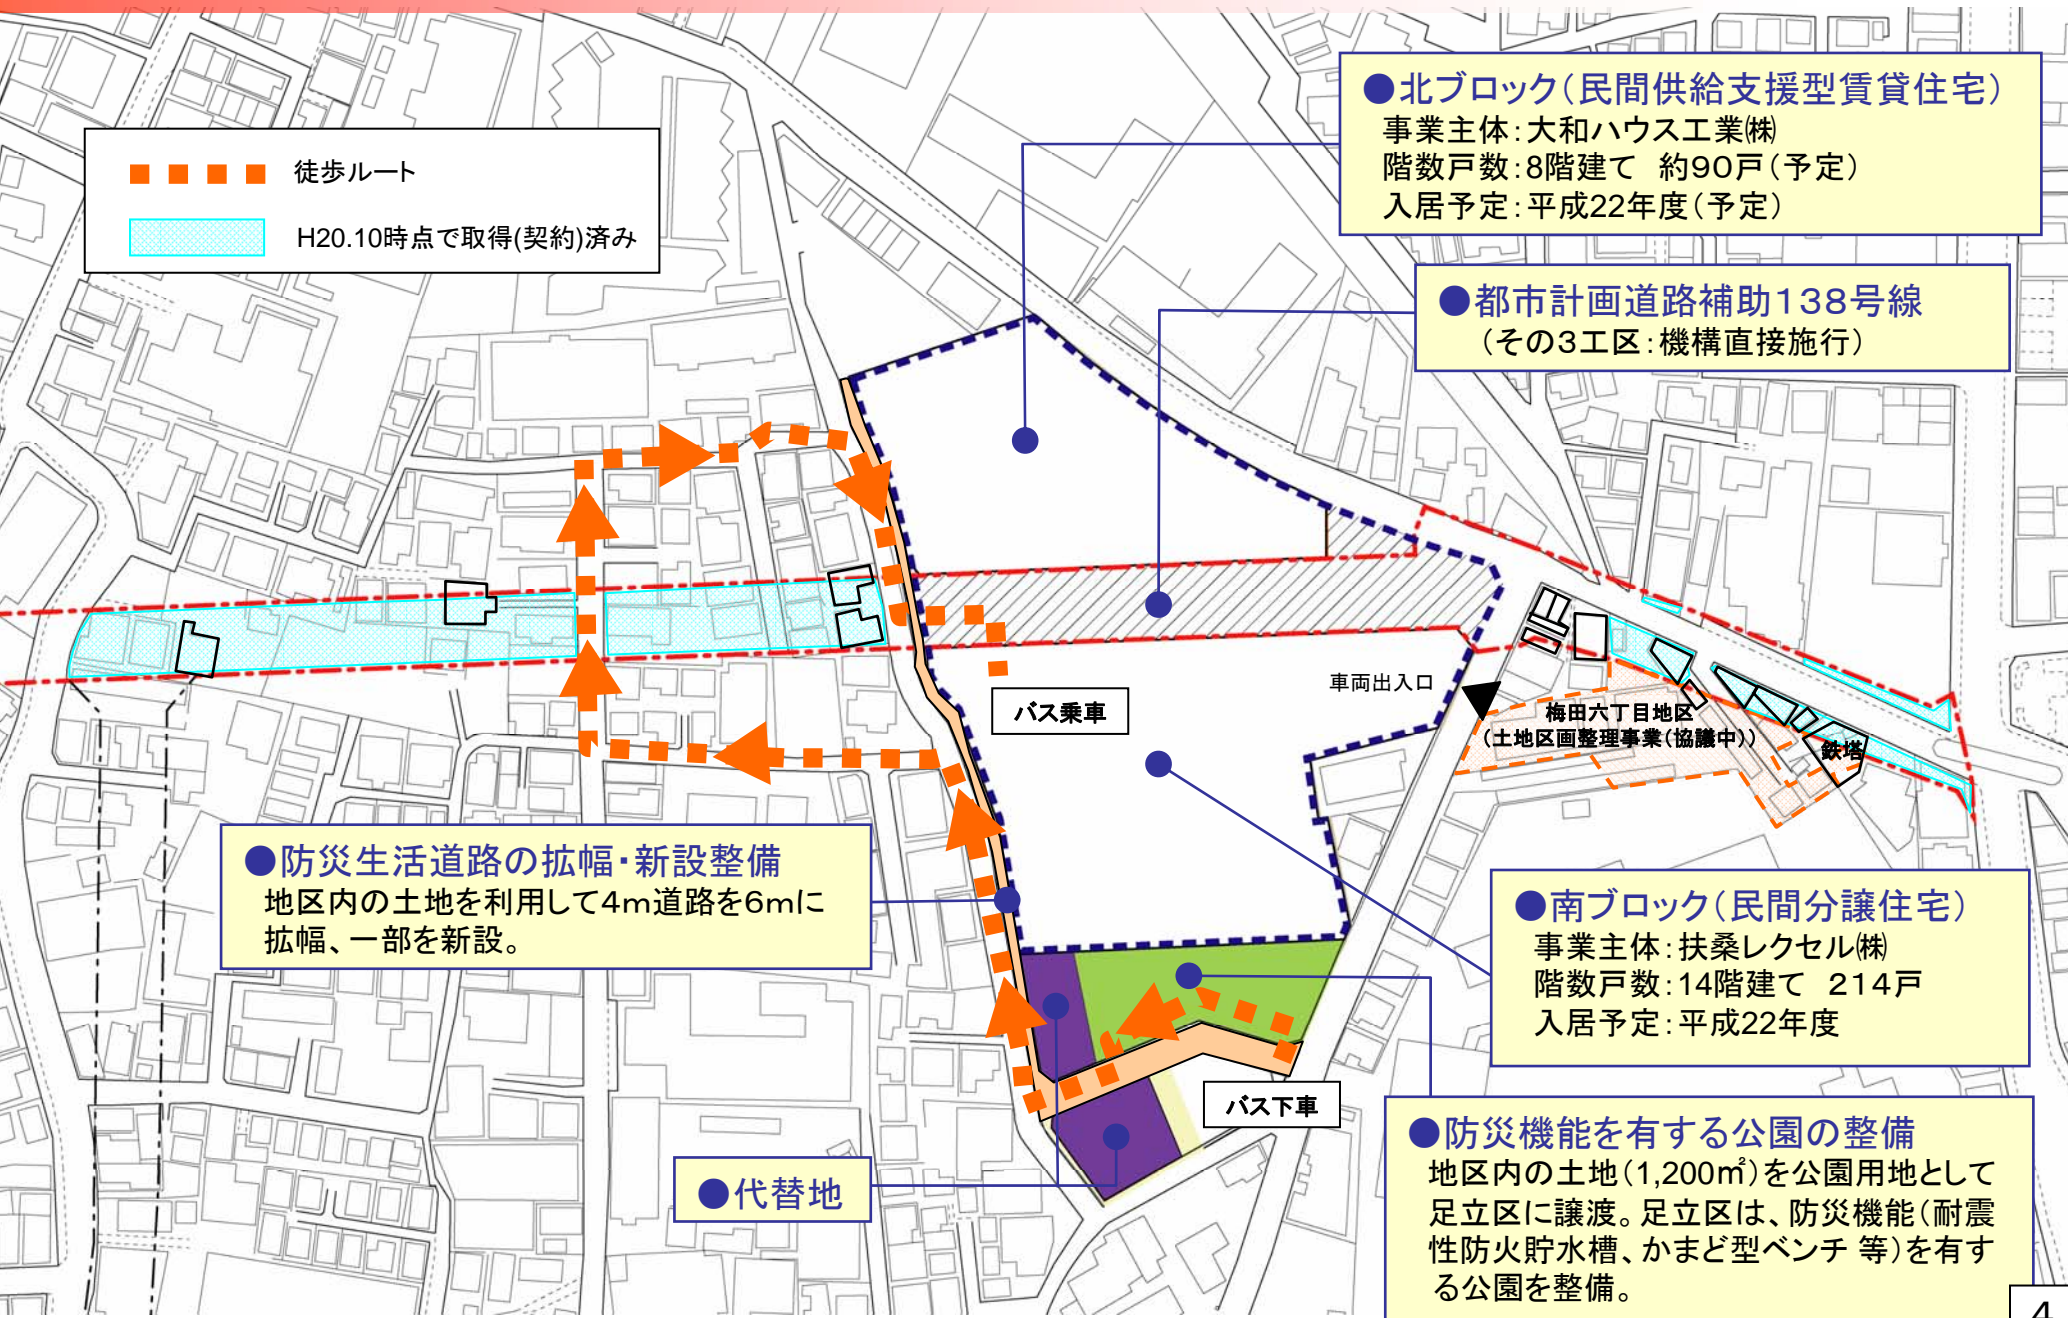 徒歩ルート
H20.10時点で取得(契約)済み
●北ブロック(民間供給支援型賃貸住宅)
事業主体:大和ハウス工業㈱
階数戸数:8階建て 約90戸(予定)
入居予定:平成22年度(予定)
●都市計画道路補助138号線
(その3工区:機構直接施行)
車両出入口
バス乗車
梅田六丁目地区
(土地区画整理事業(協議中))
鉄塔
●防災生活道路の拡幅・新設整備
地区内の土地を利用して4m道路を6mに
拡幅、一部を新設。
●南ブロック(民間分譲住宅)
事業主体:扶桑レクセル㈱
階数戸数:14階建て 214戸
入居予定:平成22年度
バス下車
●代替地
●防災機能を有する公園の整備
地区内の土地(1,200㎡)を公園用地として
足立区に譲渡。足立区は、防災機能(耐震
性防火貯水槽、かまど型ベンチ 等)を有す
る公園を整備。
4